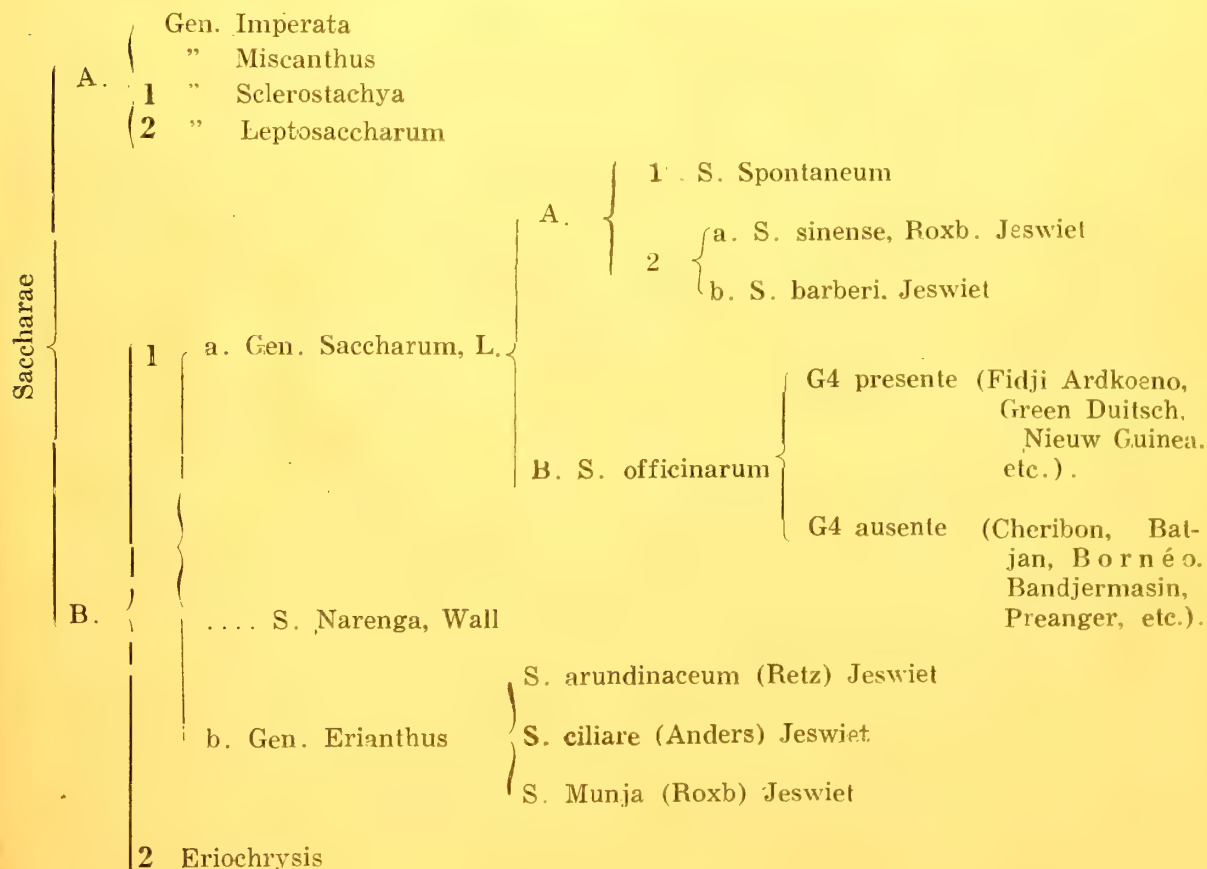 Gen. Imperata
" Miscanthus
A.
1 " Sclerostachya
2 " Leptosaccharum
Saccharae
1 a. Gen. Saccharum, L.
A.
1 . S. Spontaneum
2
a. S. sinense, Roxb. Jeswiet
b. S. barberi. Jeswiet
B. S. officinarum
G4 presente (Fidji Ardkoeno,
Green Duitsch,
Nieuw Guinea.
etc.).
G4 ausente (Cheribon, Bat-
jan, Bornéo.
Bandjermasin,
Preanger, etc.).
B.
.... S. Narenga, Wall
b. Gen. Erianthus
S. arundinaceum (Retz) Jeswiet
S. ciliare (Anders) Jeswiet
S. Munja (Roxb) Jeswiet
2 Eriochrysis